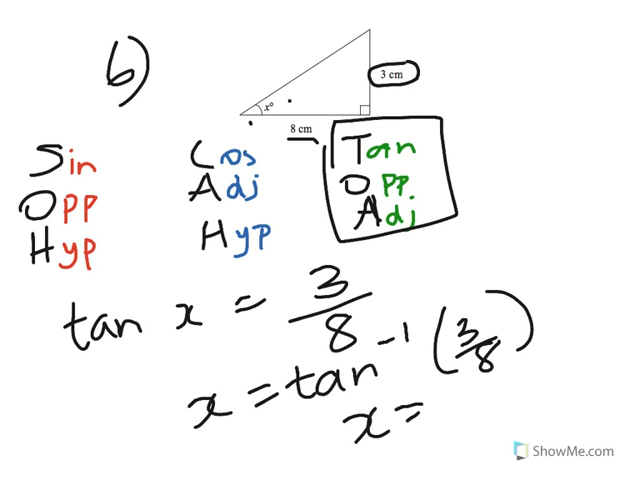 b)
3 cm
x°
8 cm
Sin Cos Tan
Opp Adj Opp.
Hyp Hyp Adj
tan x = 3/8
x = tan⁻¹ (3/8)
x =
ShowMe.com